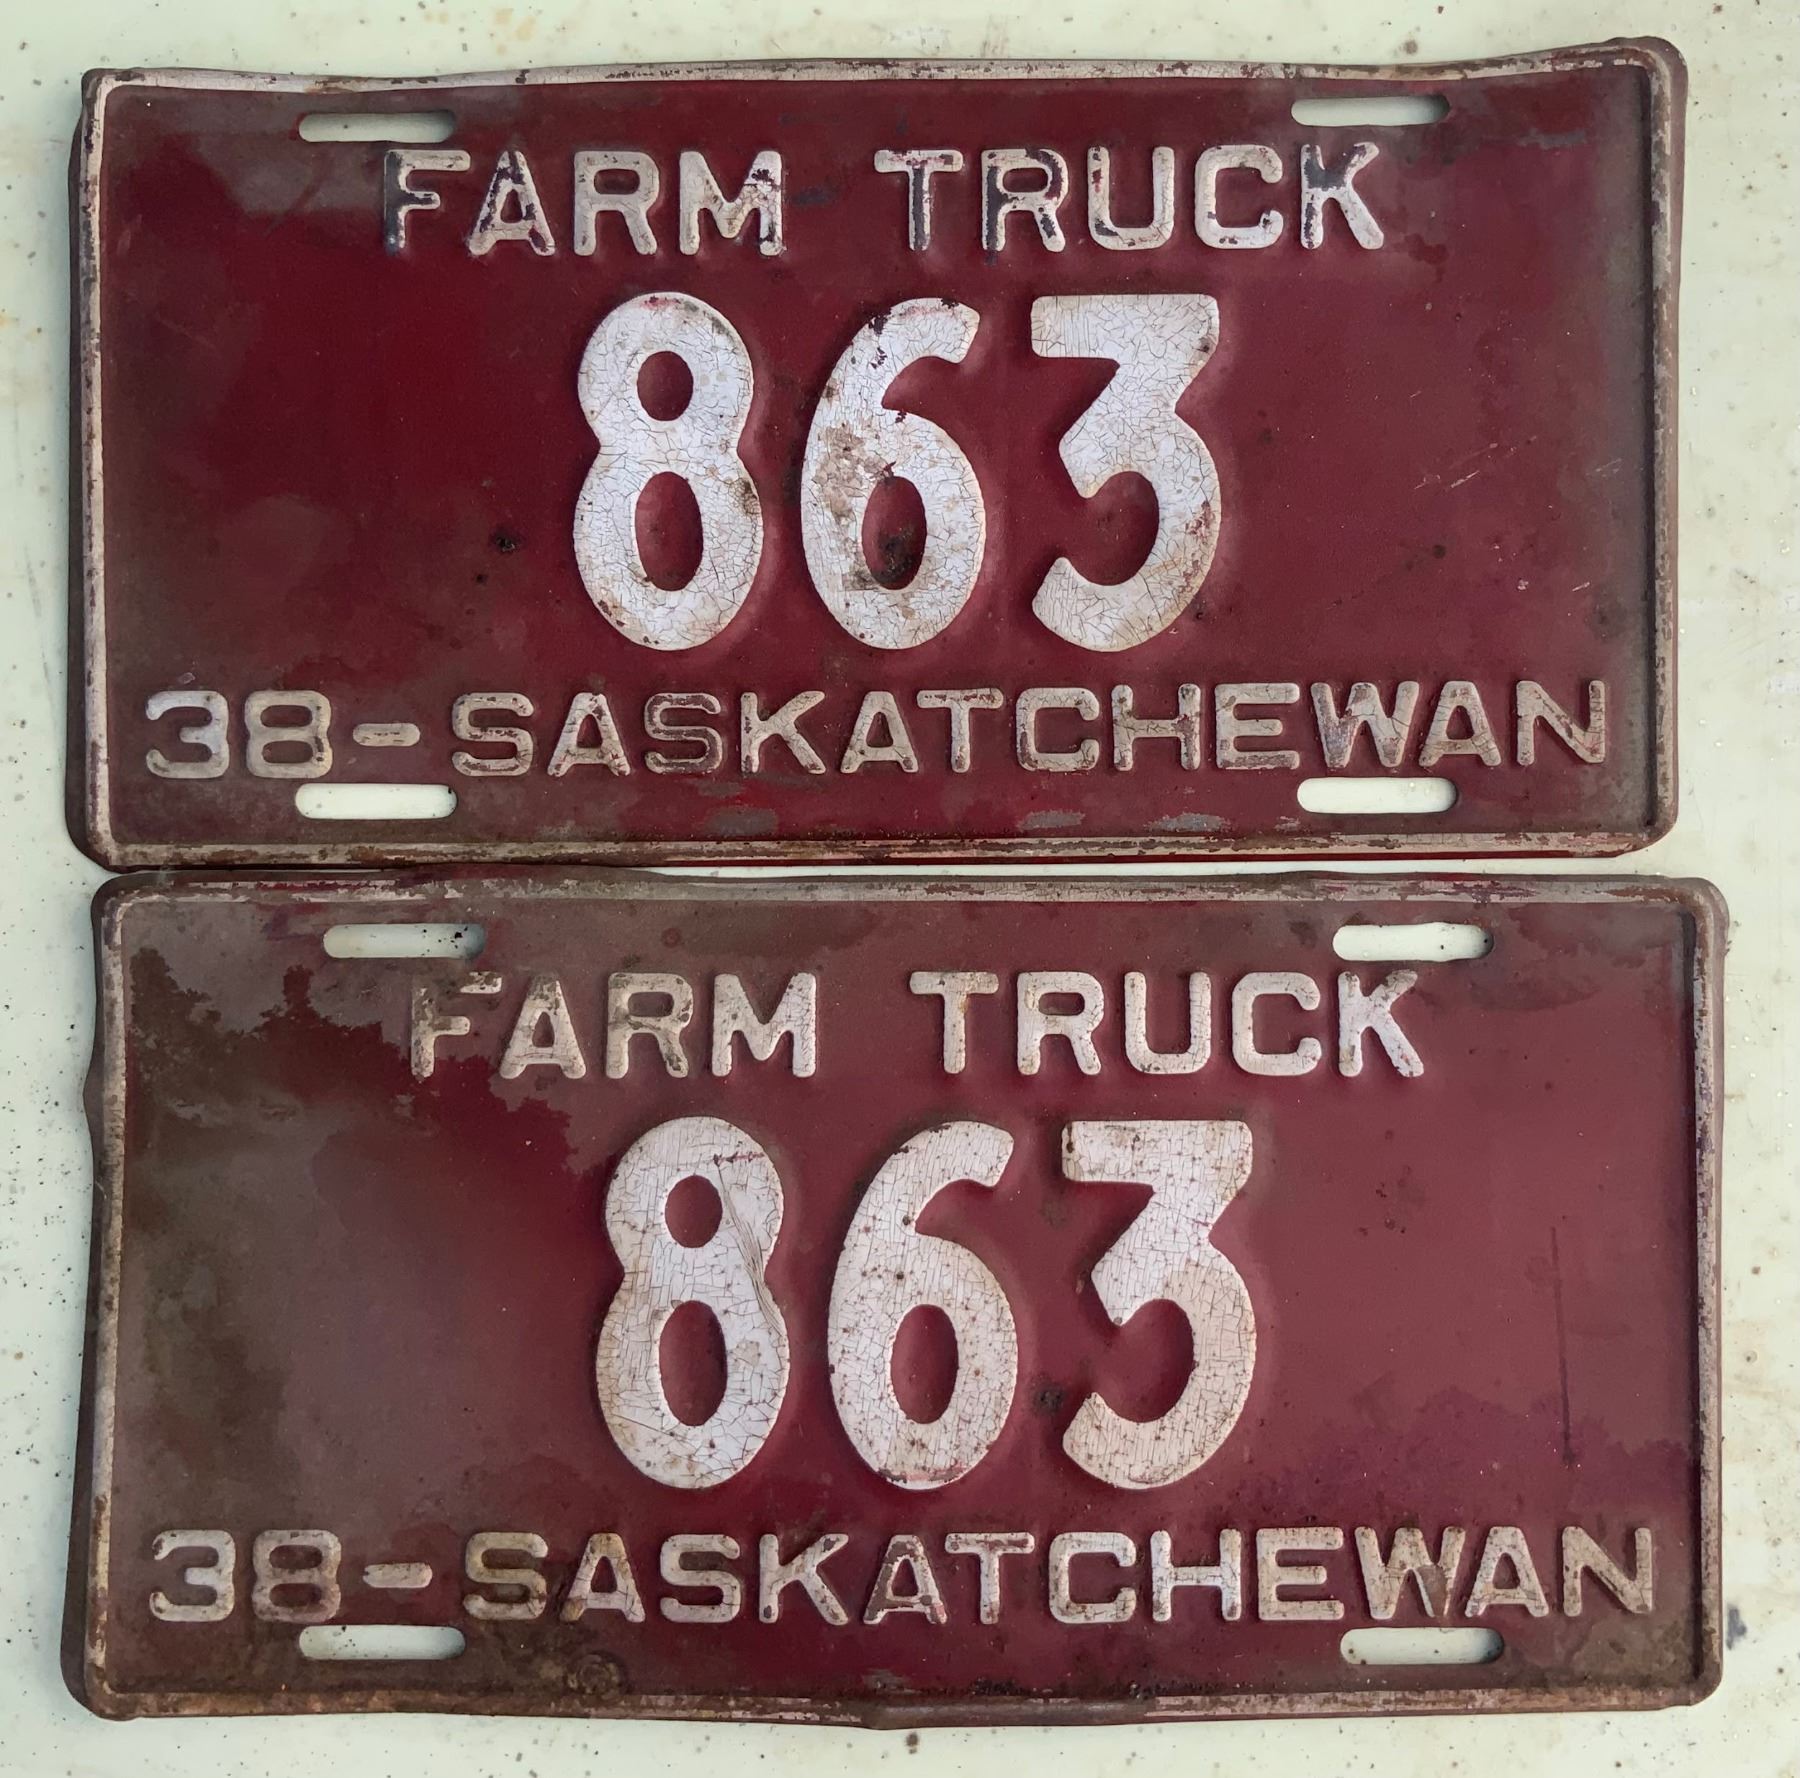 FARM TRUCK
863
38-SASKATCHEWAN
FARM TRUCK
863
38-SASKATCHEWAN